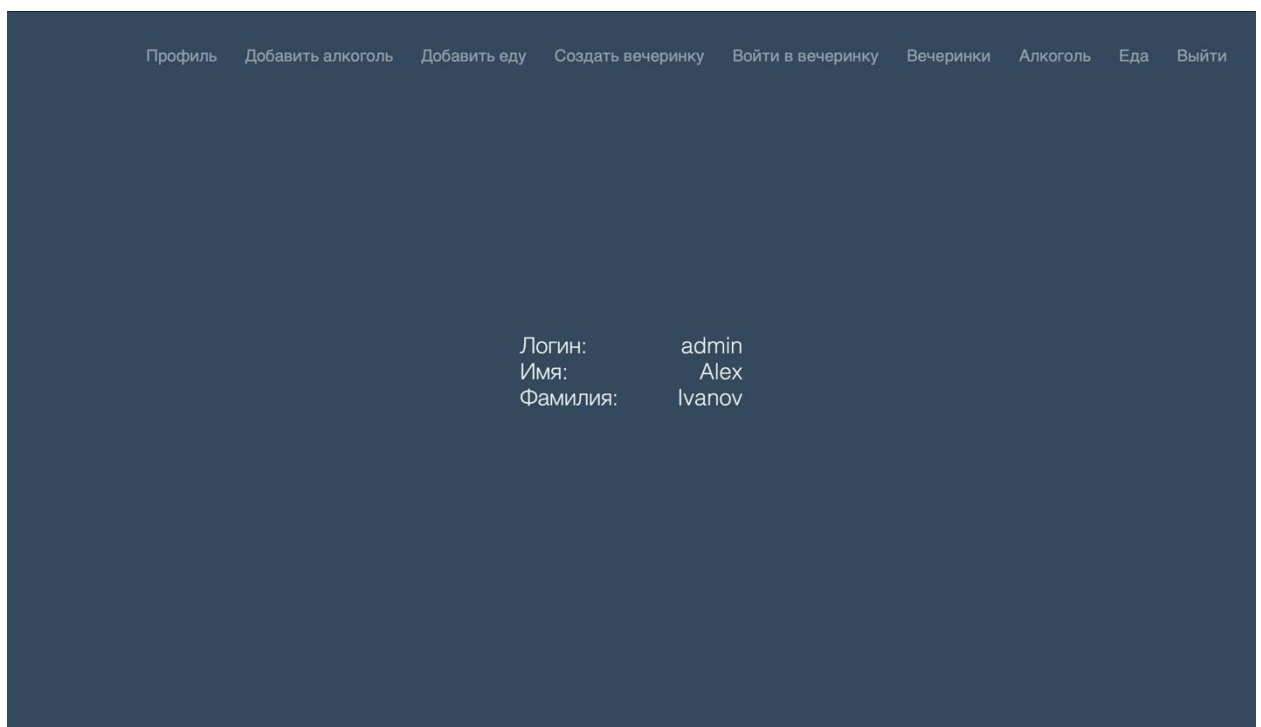 Профиль Добавить алкоголь Добавить еду Создать вечеринку Войти в вечеринку Вечеринки Алкоголь Еда Выйти
Логин: admin
Имя: Alex
Фамилия: Ivanov